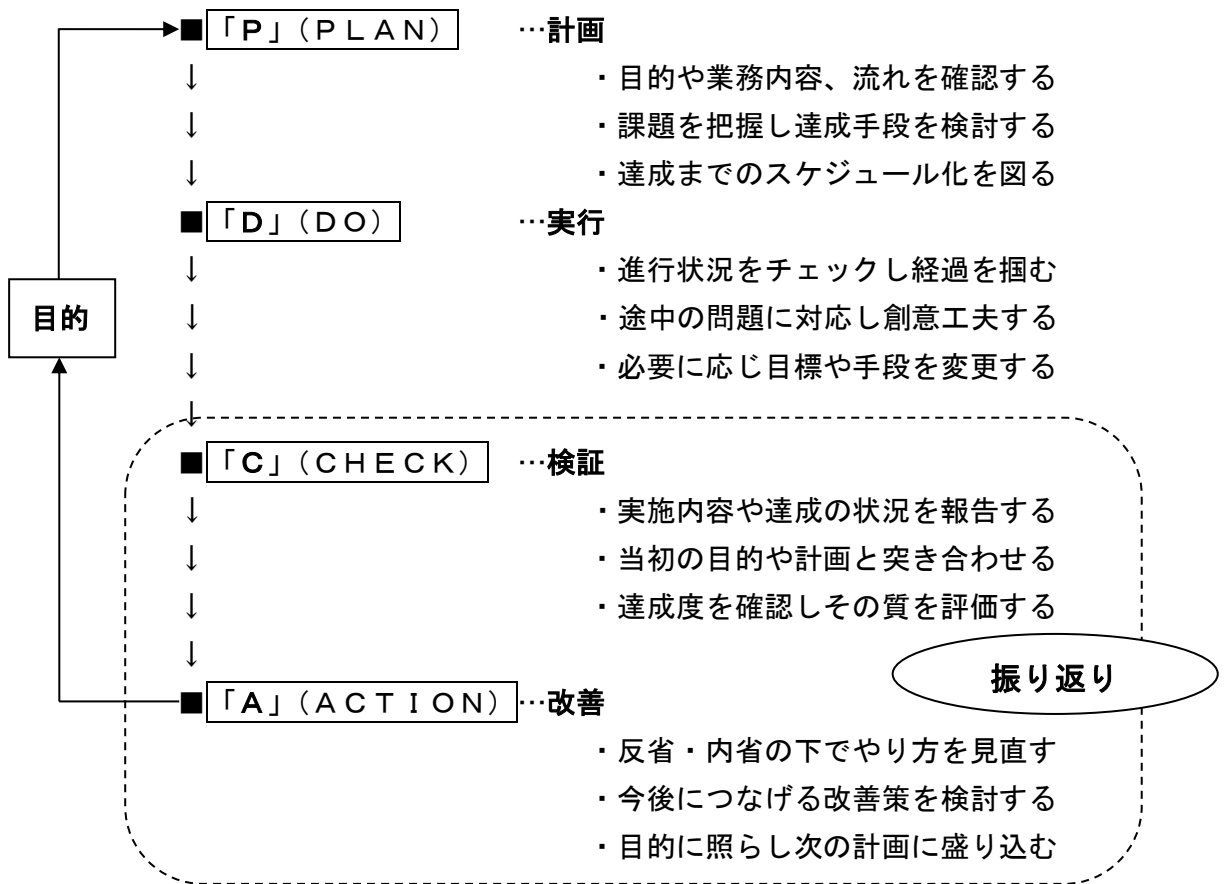 ■「P」（PLAN） …計画
↓ ・目的や業務内容、流れを確認する
↓ ・課題を把握し達成手段を検討する
↓ ・達成までのスケジュール化を図る
■「D」（DO） …実行
↓ ・進行状況をチェックし経過を掴む
目的 ↓ ・途中の問題に対応し創意工夫する
↓ ・必要に応じ目標や手段を変更する
↓
■「C」（CHECK） …検証
↓ ・実施内容や達成の状況を報告する
↓ ・当初の目的や計画と突き合わせる
↓ ・達成度を確認しその質を評価する
↓
振り返り
■「A」（ACTION） …改善
・反省・内省の下でやり方を見直す
・今後につなげる改善策を検討する
・目的に照らし次の計画に盛り込む